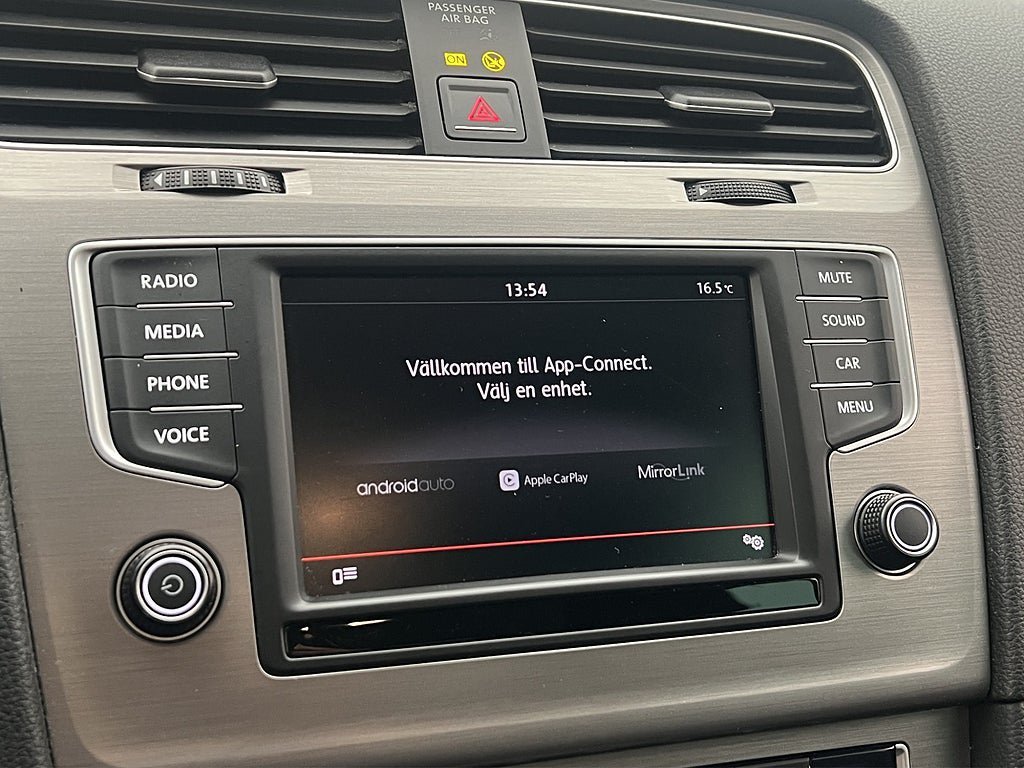 PASSENGER
AIR BAG
ON
RADIO
MEDIA
PHONE
VOICE
13:54
16.5°C
Vällkommen till App-Connect.
Välj en enhet.
androidauto
Apple CarPlay
MirrorLink
MUTE
SOUND
CAR
MENU